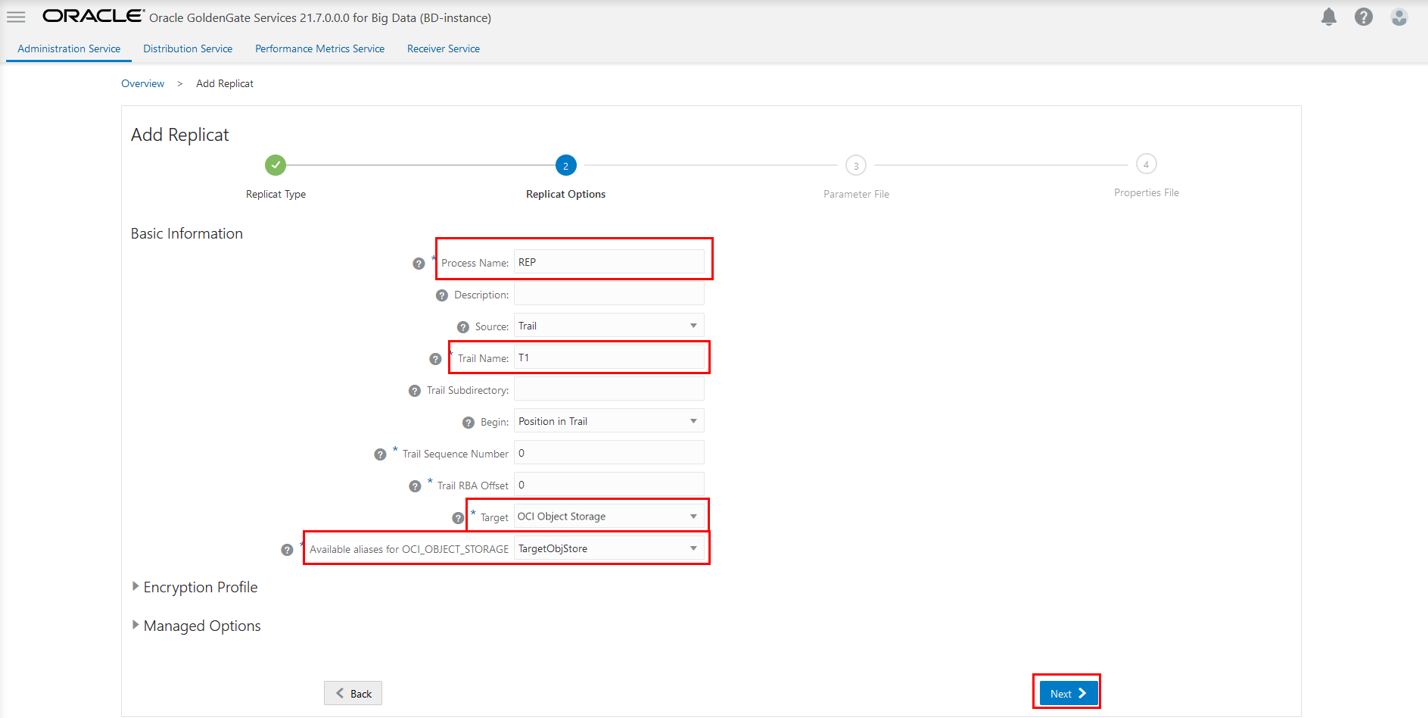 ORACLE Oracle GoldenGate Services 21.7.0.0.0 for Big Data (BD-instance)
Administration Service Distribution Service Performance Metrics Service Receiver Service
Overview > Add Replicat
Add Replicat
2 3 4
Replicat Type Replicat Options Parameter File Properties File
Basic Information
? * Process Name: REP
? Description:
? Source: Trail
? * Trail Name: T1
? Trail Subdirectory:
? Begin: Position in Trail
? * Trail Sequence Number 0
? * Trail RBA Offset 0
? * Target OCI Object Storage
? * Available aliases for OCI_OBJECT_STORAGE TargetObjStore
Encryption Profile
Managed Options
Back Next